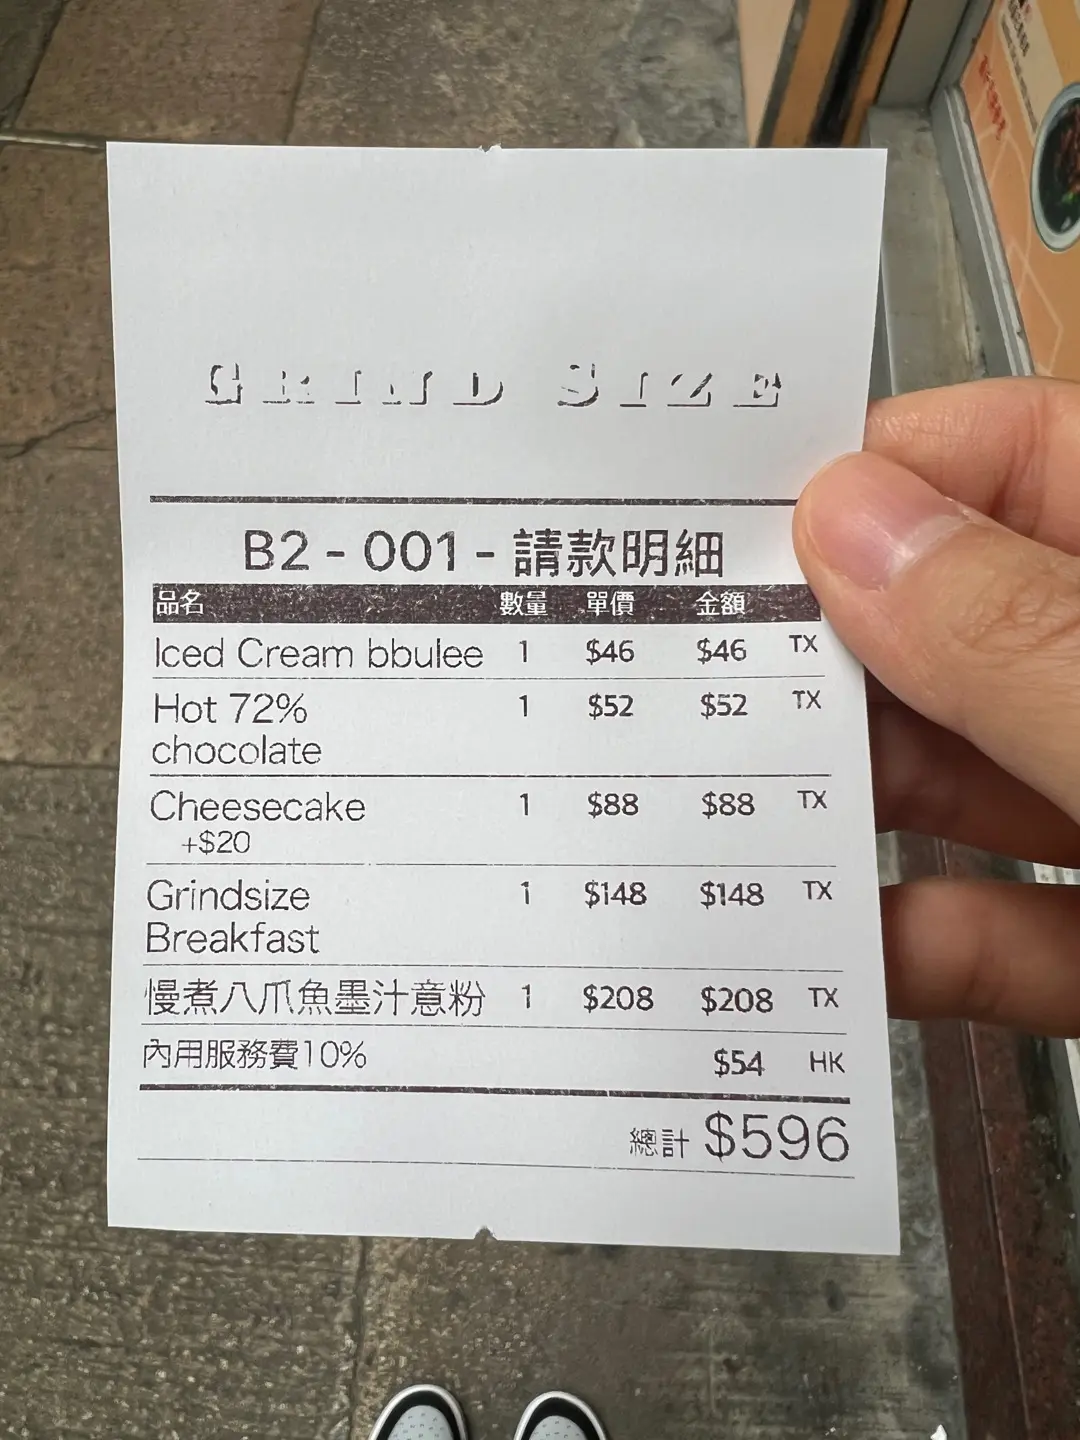 GRIND SIZE
B2 - 001 - 請款明細
品名 數量 單價 金額
Iced Cream bbulee 1 $46 $46 TX
Hot 72% 1 $52 $52 TX
chocolate
Cheesecake 1 $88 $88 TX
+$20
Grindsize 1 $148 $148 TX
Breakfast
慢煮八爪魚墨汁意粉 1 $208 $208 TX
內用服務費10% $54 HK
總計 $596